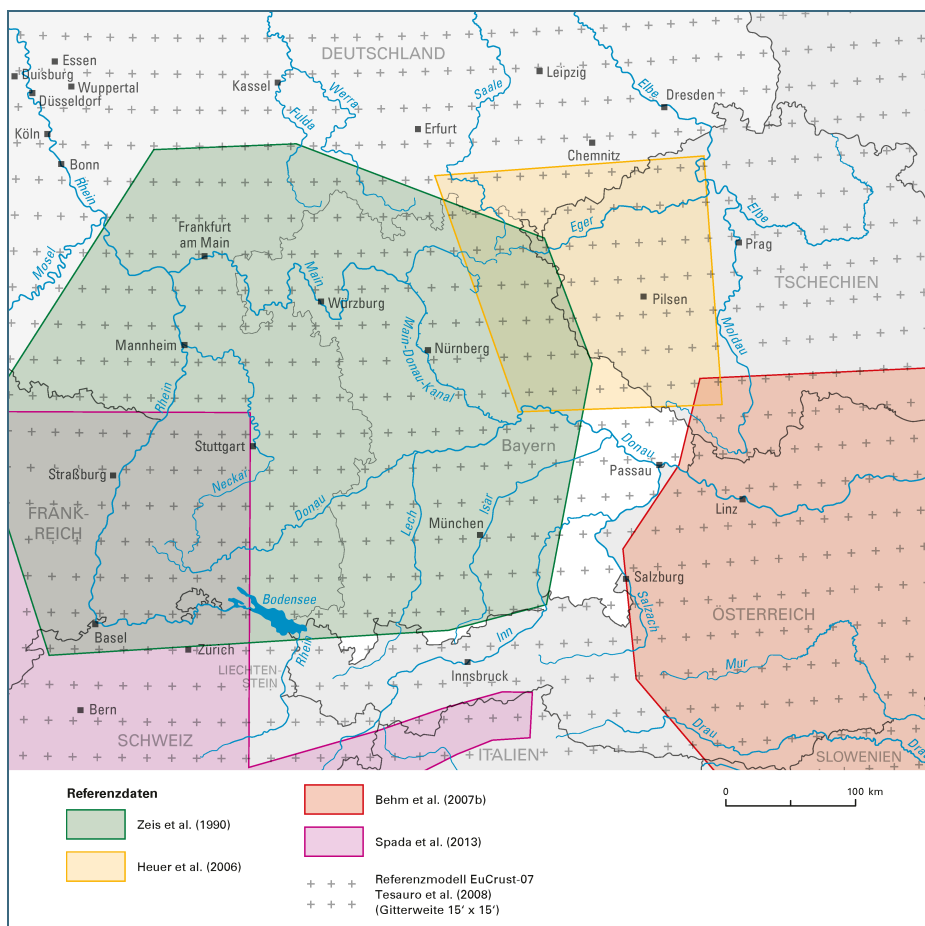 DEUTSCHLAND
Essen
Duisburg
Wuppertal
Düsseldorf
Kassel
Werra
Fulda
Saale
Leipzig
Elbe
Dresden
Köln
Erfurt
Chemnitz
Bonn
Rhein
Mosel
Frankfurt
am Main
Eger
Elbe
Prag
TSCHECHIEN
Main
Würzburg
Pilsen
Moldau
Mannheim
Main-Donau-Kanal
Nürnberg
Rhein
Stuttgart
Bayern
Donau
Passau
Straßburg
Neckar
Donau
Lech
Isar
Linz
FRANK-
REICH
München
Salzburg
Bodensee
Salzach
ÖSTERREICH
Basel
Zürich
Rhein
Inn
LIECHTEN-
STEIN
Innsbruck
Mur
Bern
SCHWEIZ
ITALIEN
Drau
SLOWENIEN
Drau
Referenzdaten
Zeis et al. (1990)
Heuer et al. (2006)
Behm et al. (2007b)
Spada et al. (2013)
Referenzmodell EuCrust-07
Tesauro et al. (2008)
(Gitterweite 15' x 15')
0 100 km